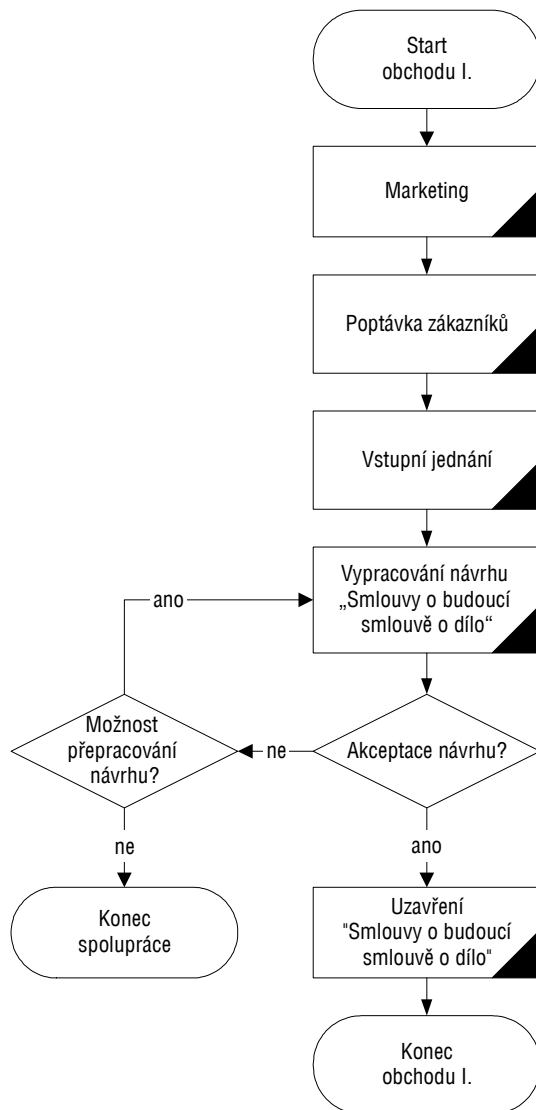 Start
obchodu I.
Marketing
Poptávka zákazníků
Vstupní jednání
Vypracování návrhu
„Smlouvy o budoucí
smlouvě o dílo“
ano
Možnost
přepracování
návrhu?
ne
Akceptace návrhu?
ne
ano
Konec
spolupráce
Uzavření
"Smlouvy o budoucí
smlouvě o dílo"
Konec
obchodu I.